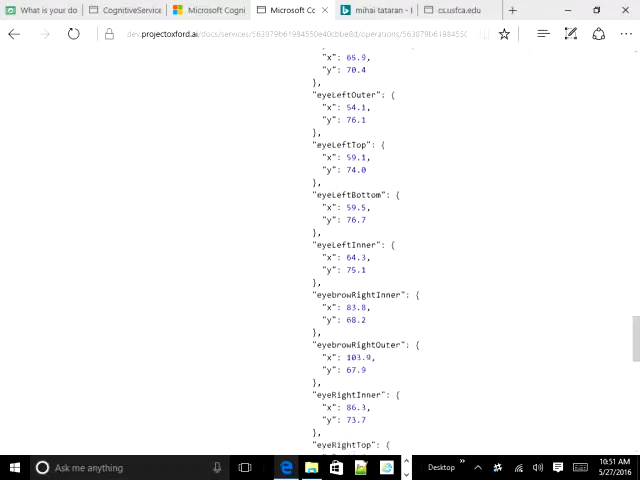 What is your do
CognitiveService
Microsoft Cogni
Microsoft Co
mihai tataran - I
cs.usfca.edu
dev.projectoxford.ai/docs/services/563879b61984550e40cbbe8d/operations/563879b61984550
"x": 65.9,
"y": 70.4
},
"eyeLeftOuter": {
"x": 54.1,
"y": 76.1
},
"eyeLeftTop": {
"x": 59.1,
"y": 74.0
},
"eyeLeftBottom": {
"x": 59.5,
"y": 76.7
},
"eyeLeftInner": {
"x": 64.3,
"y": 75.1
},
"eyebrowRightInner": {
"x": 83.8,
"y": 68.2
},
"eyebrowRightOuter": {
"x": 103.9,
"y": 67.9
},
"eyeRightInner": {
"x": 86.3,
"y": 73.7
},
"eyeRightTop": {
Ask me anything
Desktop
10:51 AM
5/27/2016